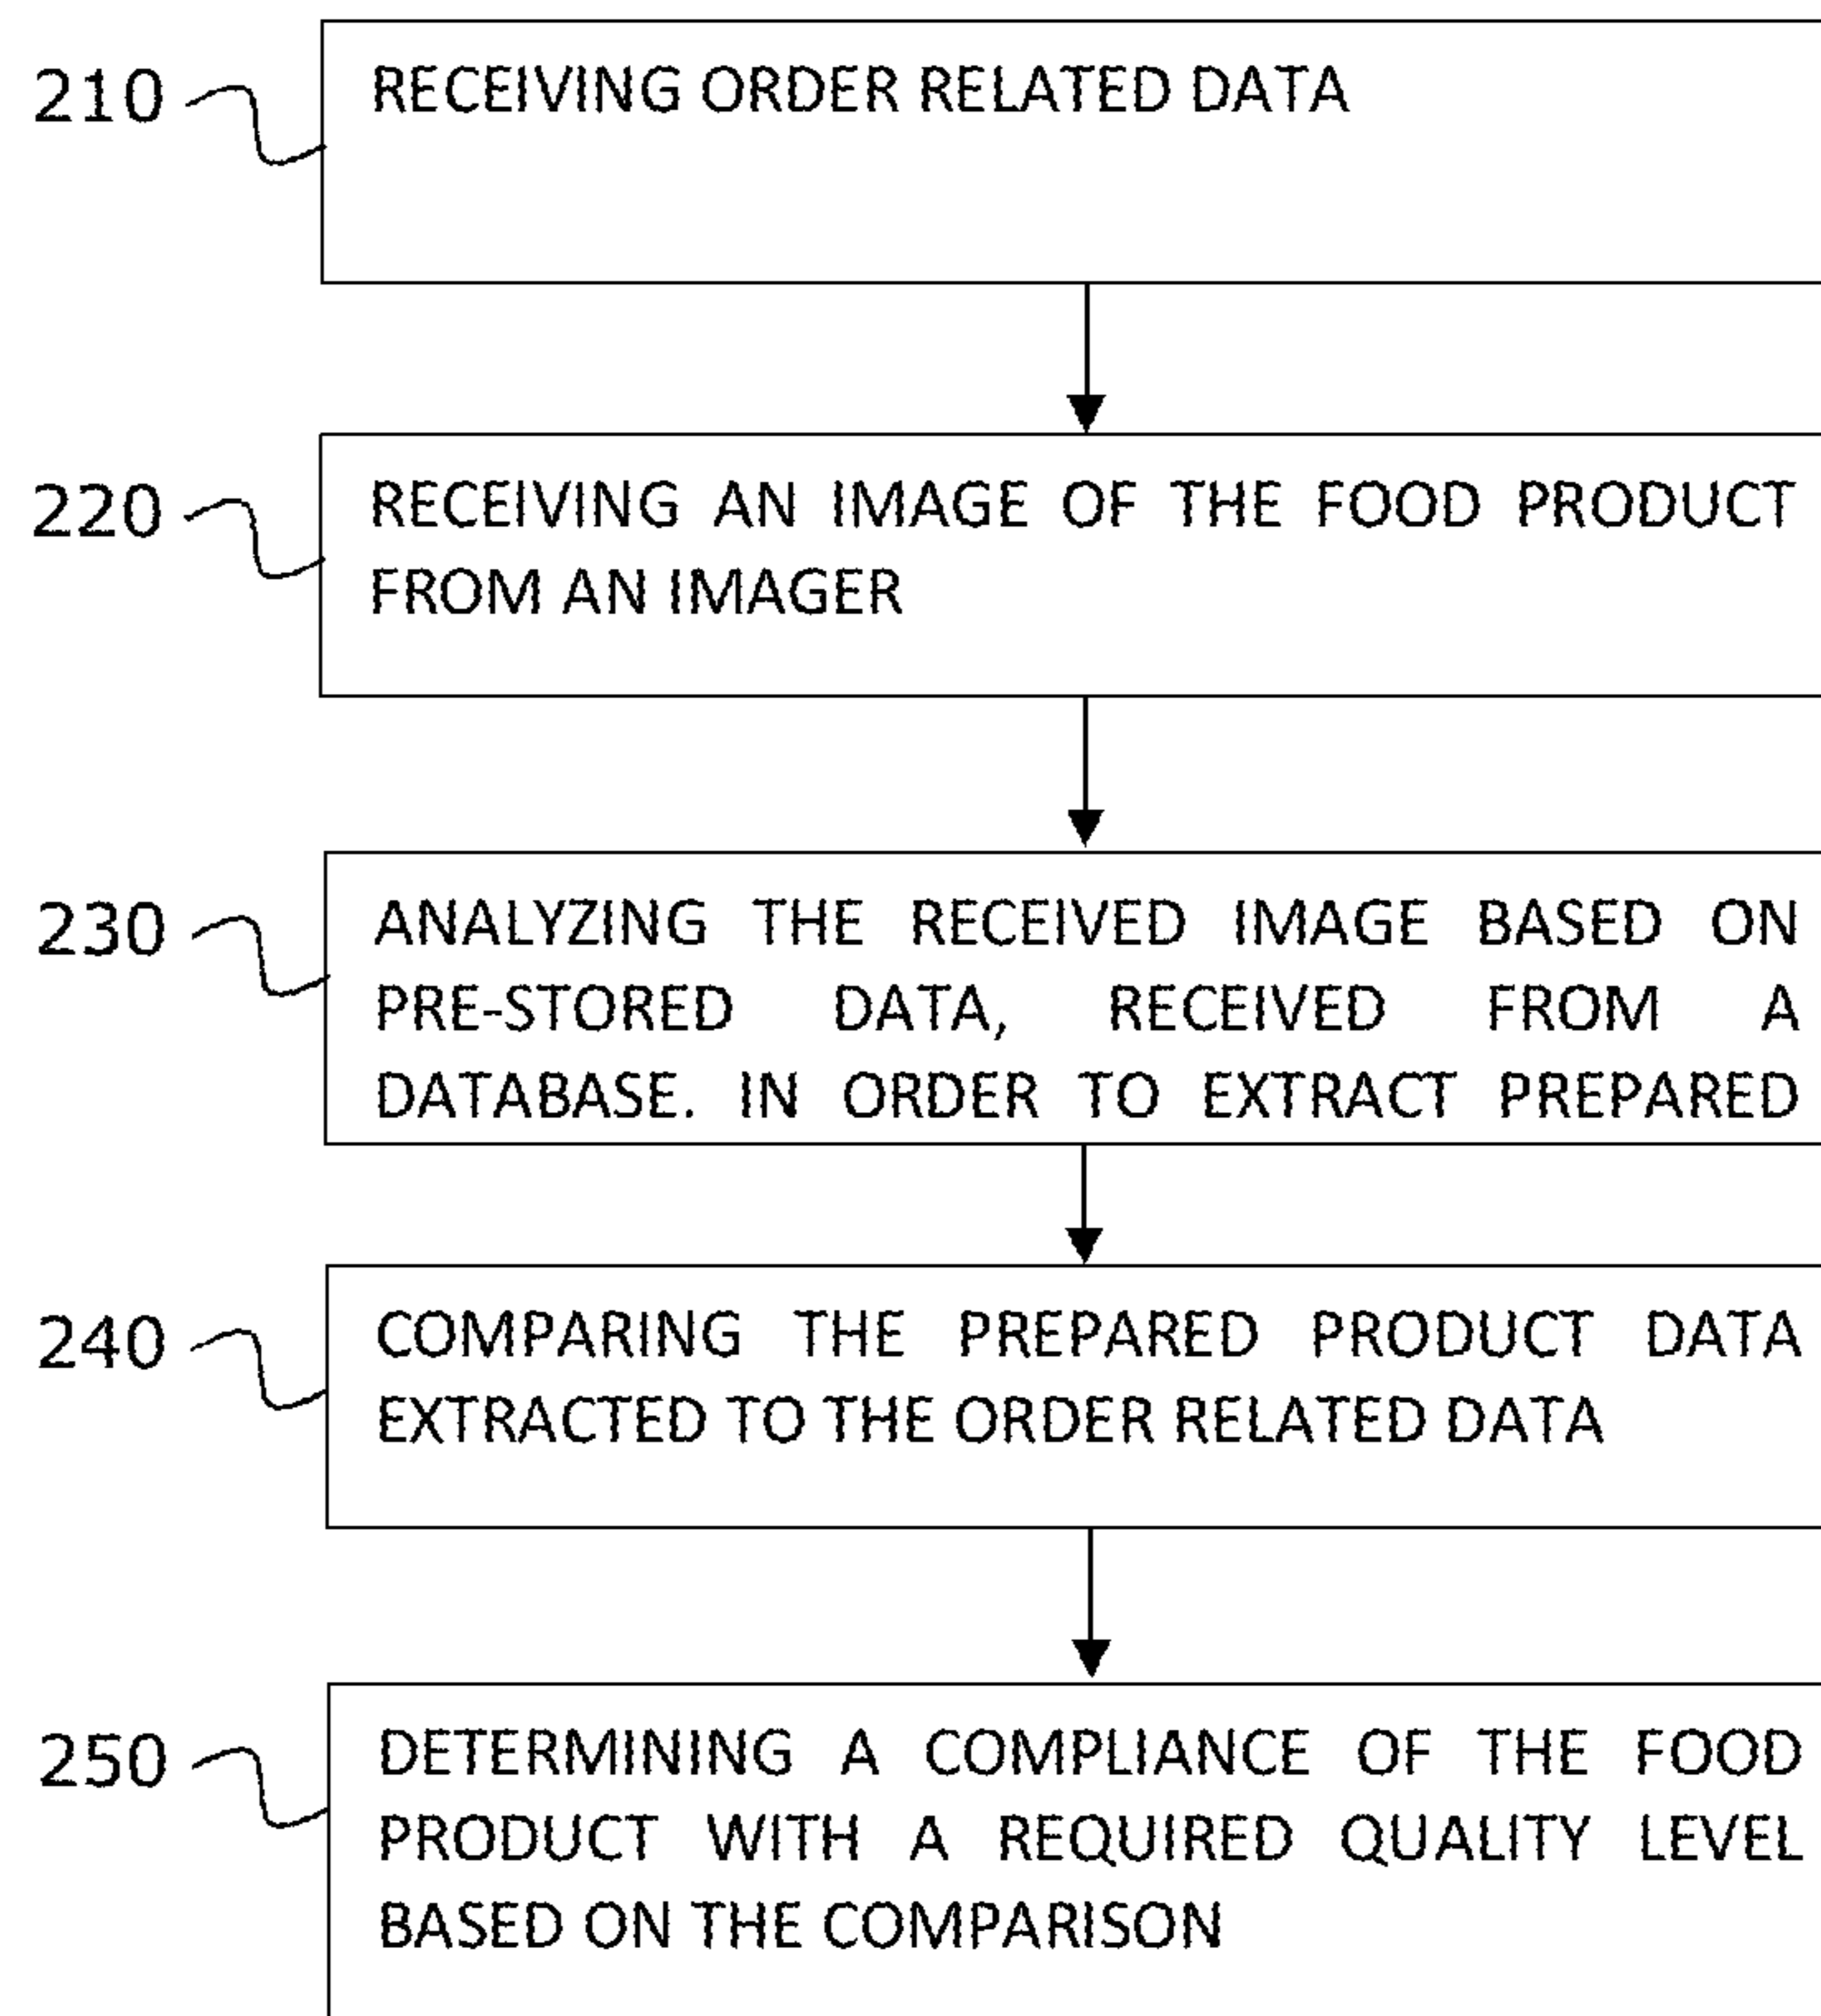 210
RECEIVING ORDER RELATED DATA
220
RECEIVING AN IMAGE OF THE FOOD PRODUCT
FROM AN IMAGER
230
ANALYZING THE RECEIVED IMAGE BASED ON
PRE-STORED DATA, RECEIVED FROM A
DATABASE. IN ORDER TO EXTRACT PREPARED
240
COMPARING THE PREPARED PRODUCT DATA
EXTRACTED TO THE ORDER RELATED DATA
250
DETERMINING A COMPLIANCE OF THE FOOD
PRODUCT WITH A REQUIRED QUALITY LEVEL
BASED ON THE COMPARISON